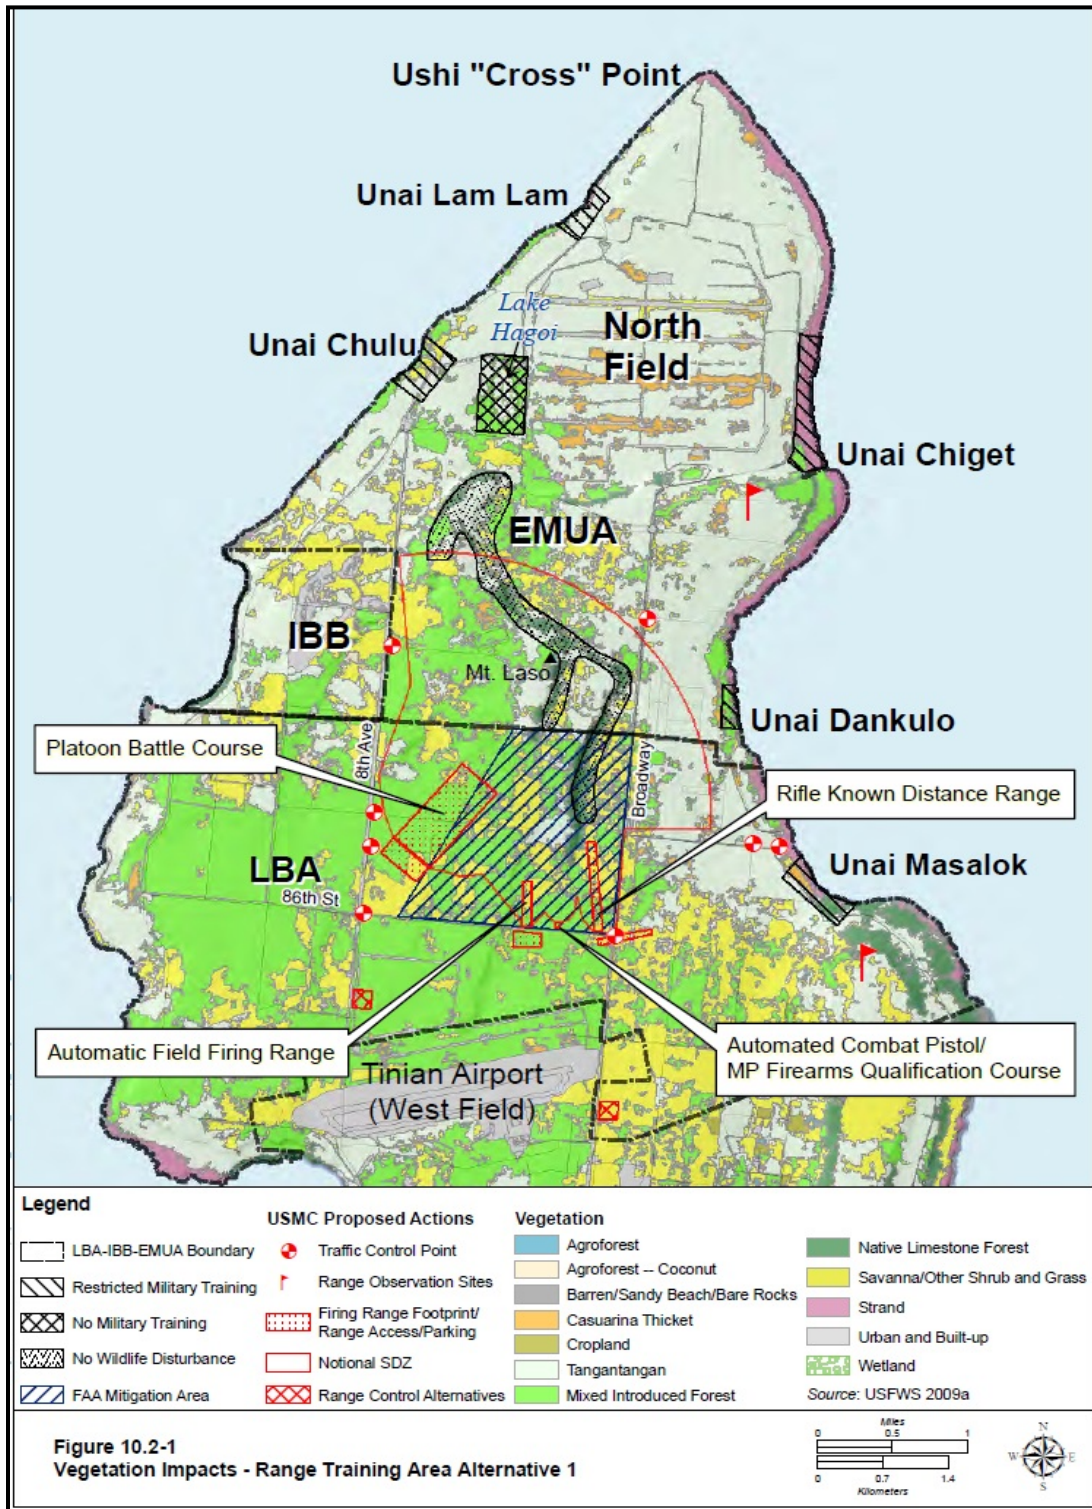 Ushi "Cross" Point
Unai Lam Lam
Lake
Hagoi
North
Field
Unai Chulu
Unai Chiget
EMUA
IBB
Mt. Laso
Unai Dankulo
Platoon Battle Course
8th Ave
Broadway
Rifle Known Distance Range
LBA
86th St
Unai Masalok
Automatic Field Firing Range
Tinian Airport
(West Field)
Automated Combat Pistol/
MP Firearms Qualification Course
Legend
LBA-IBB-EMUA Boundary
Restricted Military Training
No Military Training
No Wildlife Disturbance
FAA Mitigation Area
USMC Proposed Actions
Traffic Control Point
Range Observation Sites
Firing Range Footprint/
Range Access/Parking
Notional SDZ
Range Control Alternatives
Vegetation
Agroforest
Agroforest -- Coconut
Barren/Sandy Beach/Bare Rocks
Casuarina Thicket
Cropland
Tangantangan
Mixed Introduced Forest
Native Limestone Forest
Savanna/Other Shrub and Grass
Strand
Urban and Built-up
Wetland
Source: USFWS 2009a
Figure 10.2-1
Vegetation Impacts - Range Training Area Alternative 1
Miles
0 0.5 1
0 0.7 1.4
Kilometers
N
W E
S